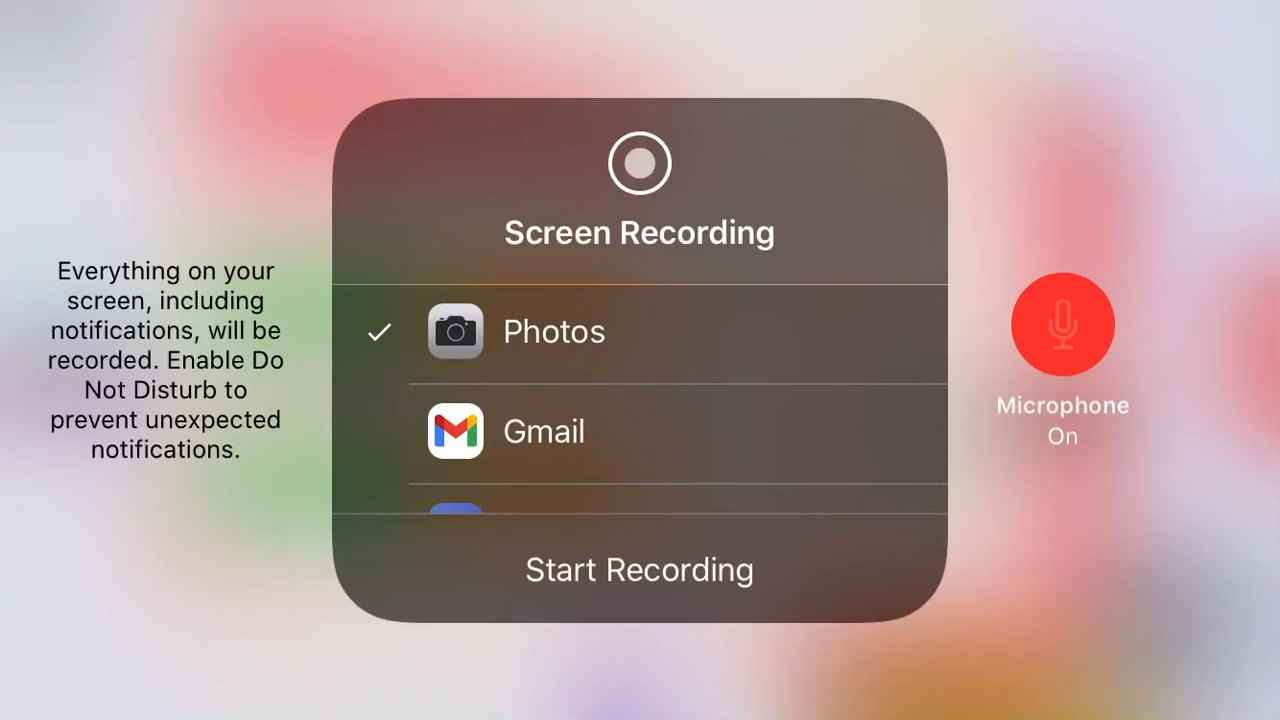 Everything on your
screen, including
notifications, will be
recorded. Enable Do
Not Disturb to
prevent unexpected
notifications.
Screen Recording
Photos
Gmail
Start Recording
Microphone
On